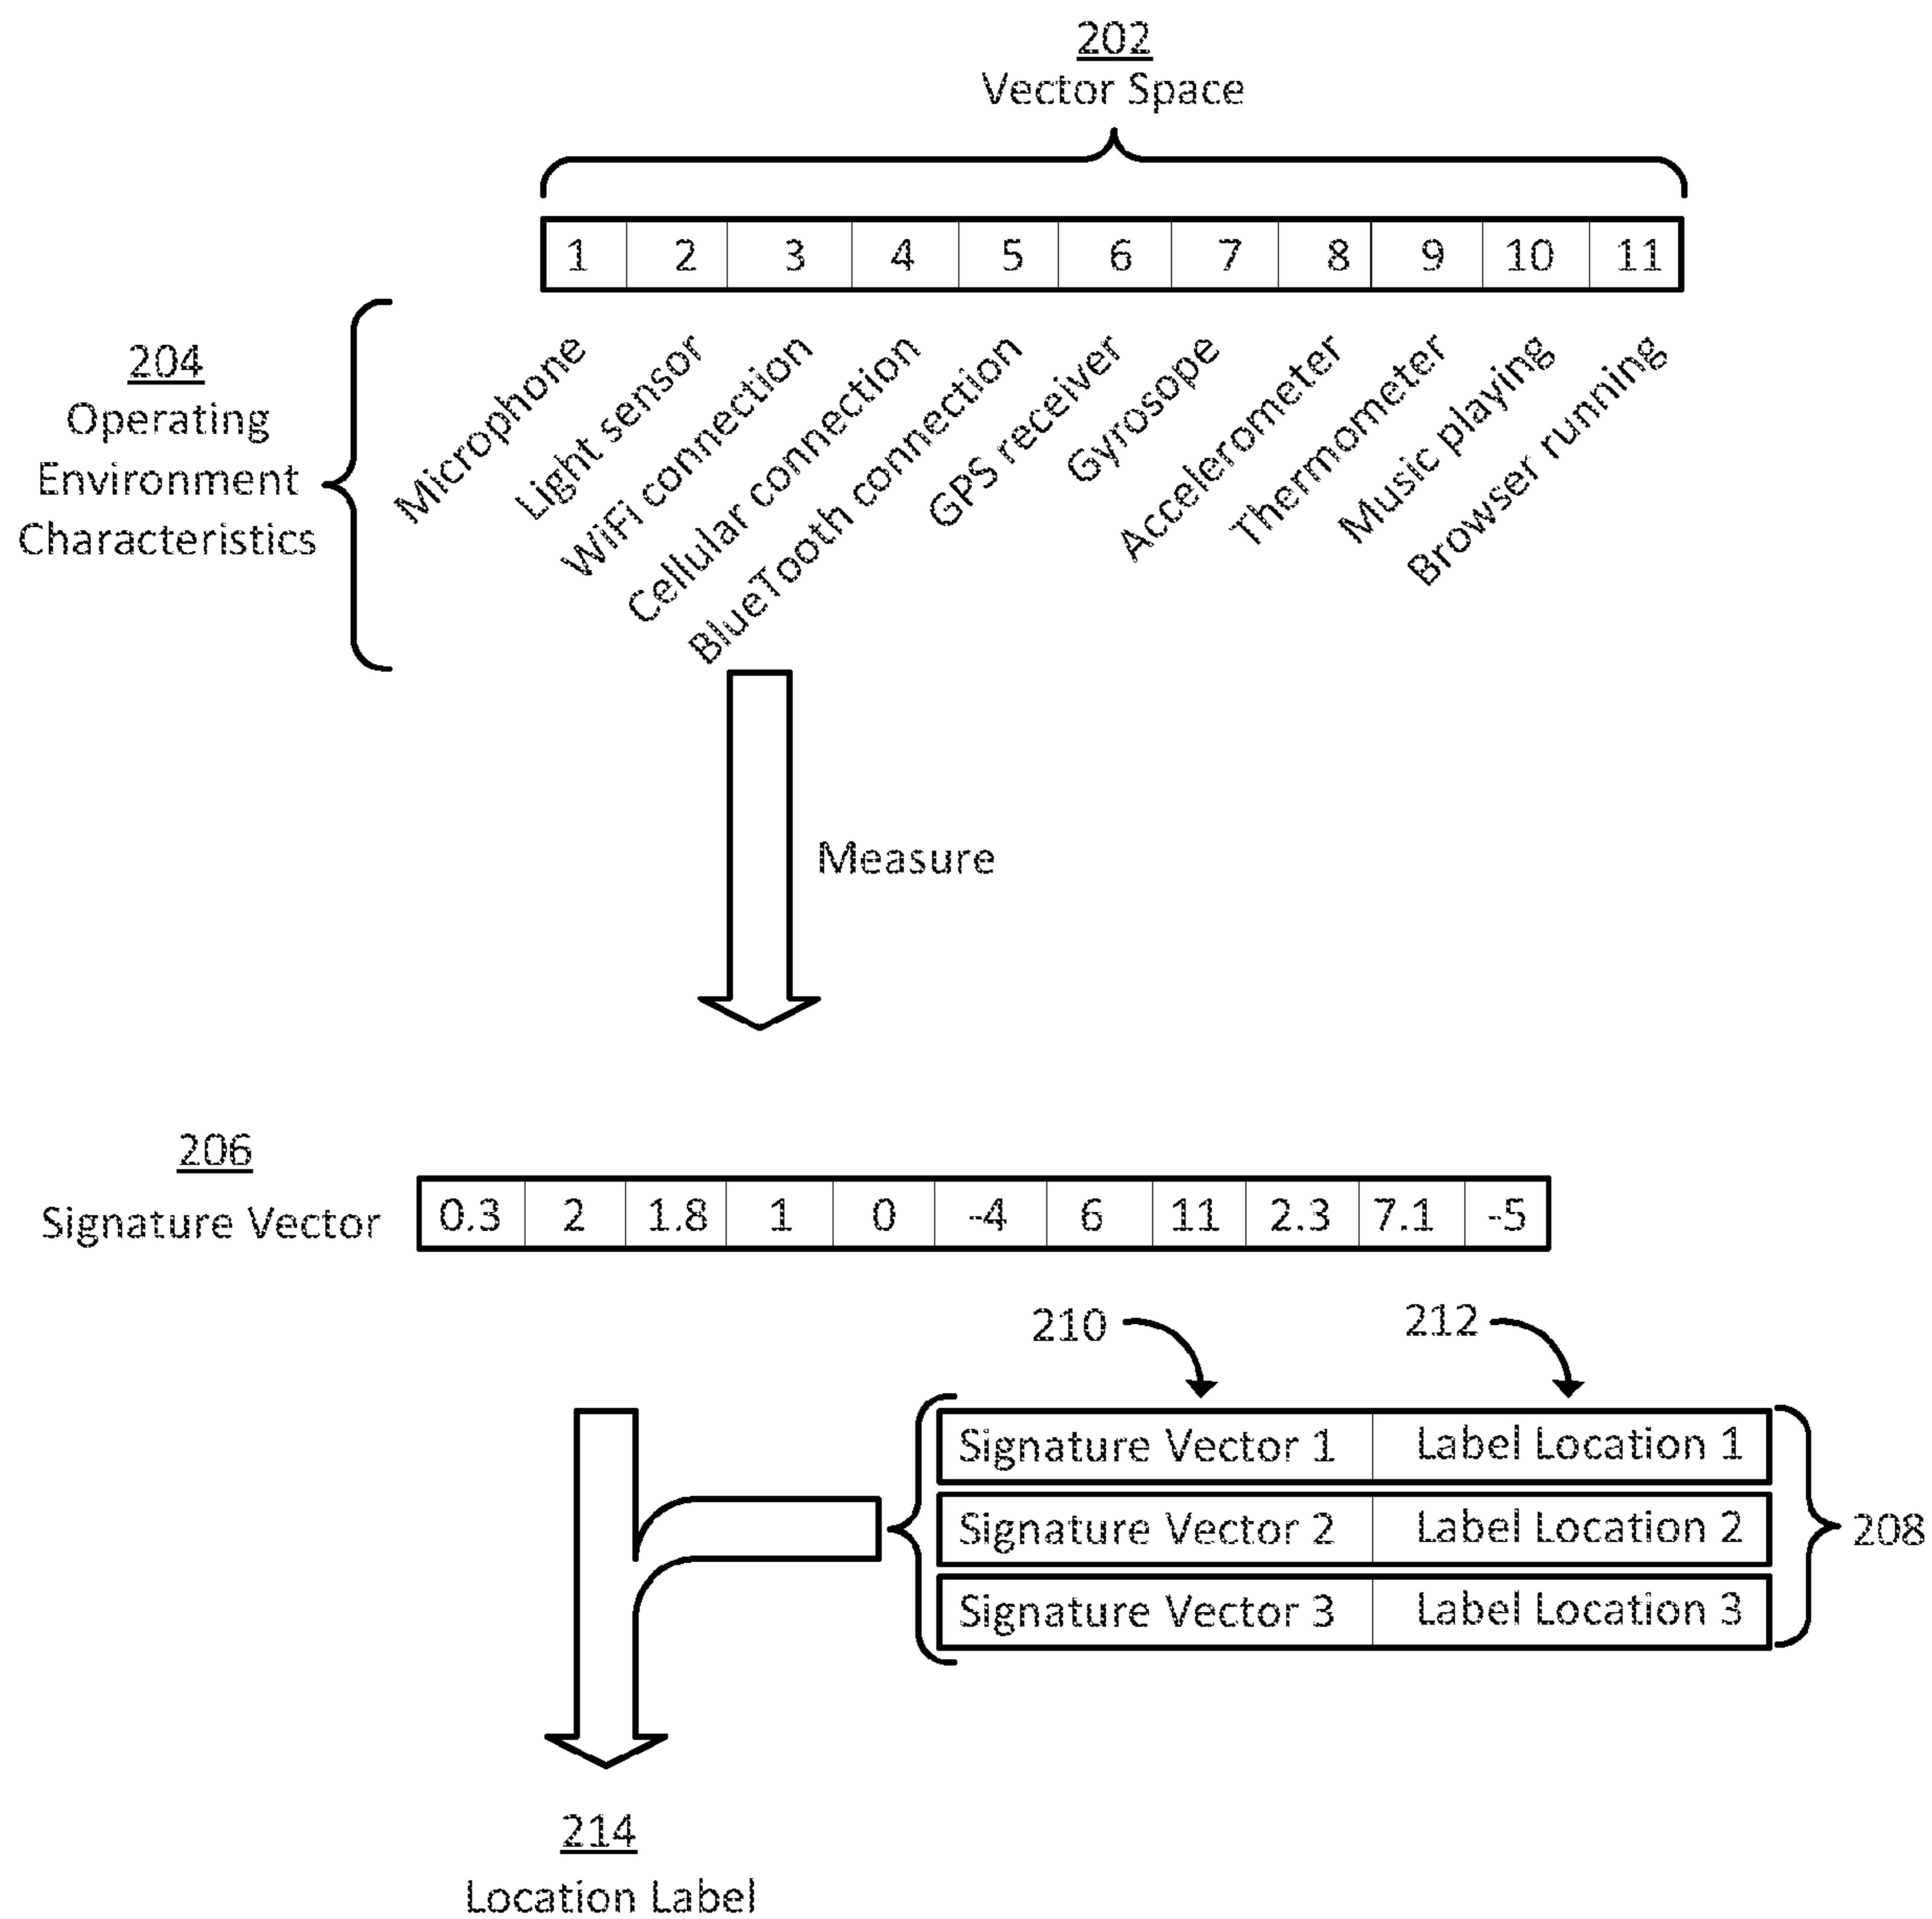 202
Vector Space
1 2 3 4 5 6 7 8 9 10 11
204
Operating
Environment
Characteristics
Microphone
Light sensor
WiFi connection
Cellular connection
BlueTooth connection
GPS receiver
Gyrosope
Accelerometer
Thermometer
Music playing
Browser running
Measure
206
Signature Vector
0.3 2 1.8 1 0 -4 6 11 2.3 7.1 -5
210 212
Signature Vector 1 Label Location 1
Signature Vector 2 Label Location 2
208
Signature Vector 3 Label Location 3
214
Location Label